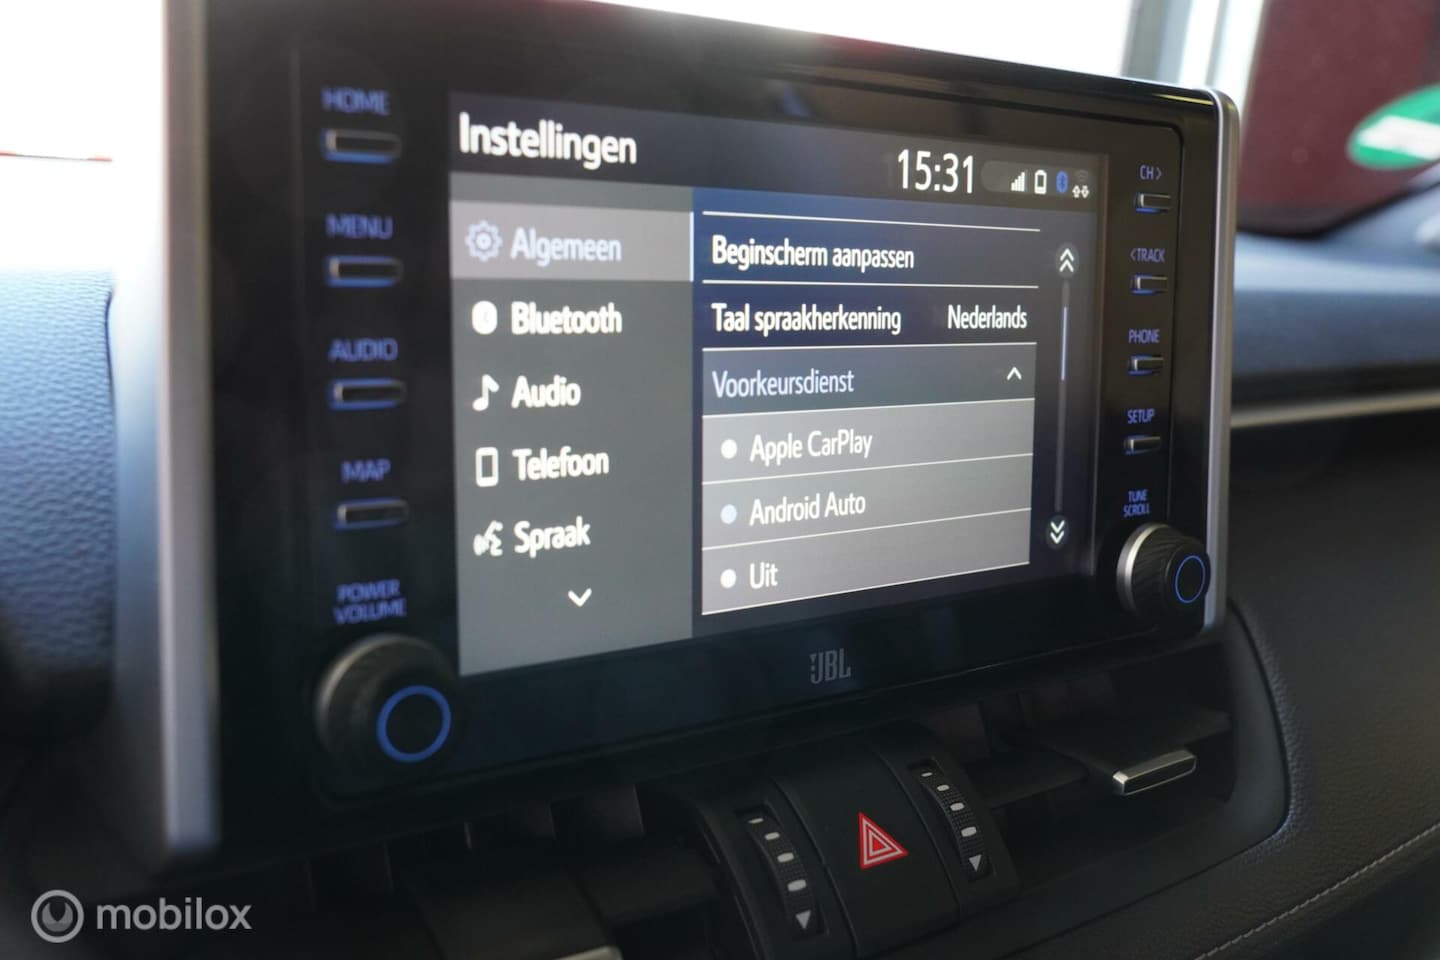 HOME
MENU
AUDIO
MAP
POWER
VOLUME
Instellingen
15:31
Algemeen
Bluetooth
Audio
Telefoon
Spraak
Beginscherm aanpassen
Taal spraakherkenning Nederlands
Voorkeursdienst
Apple CarPlay
Android Auto
Uit
CH>
<TRACK
PHONE
SETUP
TUNE
SCROLL
JBL
mobilox